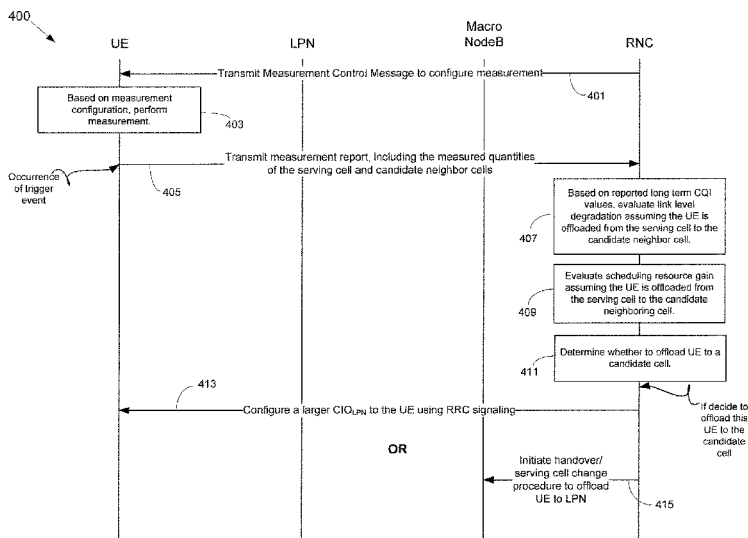 400
UE
LPN
Macro
NodeB
RNC
Transmit Measurement Control Message to configure measurement
401
Based on measurement
configuration, perform
measurement.
403
Transmit measurement report, including the measured quantities
of the serving cell and candidate neighbor cells
405
Occurrence
of trigger
event
Based on reported long term CQI
values, evaluate link level
degradation assuming the UE is
offloaded from the serving cell to the
candidate neighbor cell.
407
Evaluate scheduling resource gain
assuming the UE is offloaded from
the serving cell to the candidate
neighboring cell.
409
Determine whether to offload UE to a
candidate cell.
411
413
Configure a larger CIOLPN to the UE using RRC signaling
If decide to
offload this
UE to the
candidate
cell
OR
Initiate handover/
serving cell change
procedure to offload
UE to LPN
415